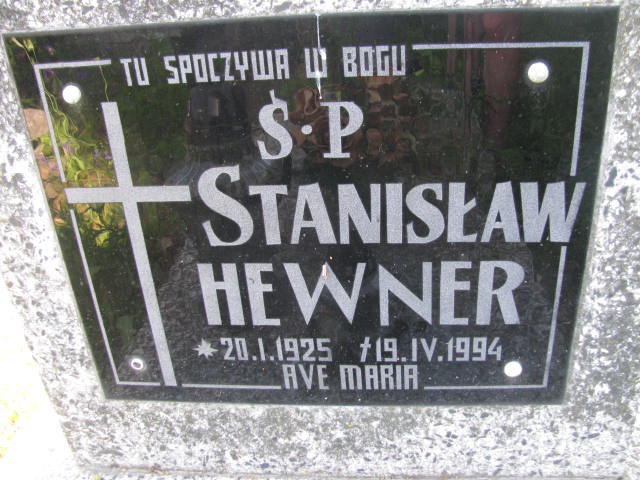 TU SPOCZYWA W BOGU
Ś·P
STANISŁAW
HEWNER
*20.I.1925 †19.IV.1994
AVE MARIA